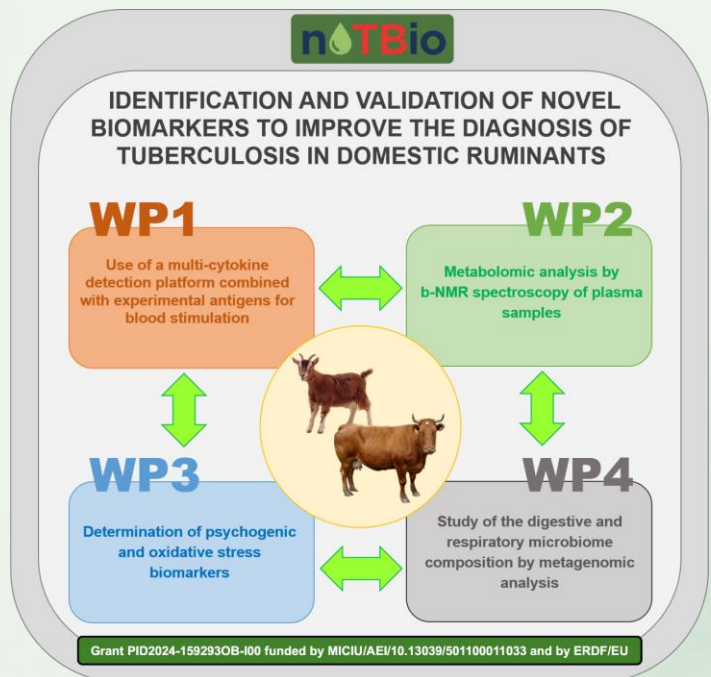 nTBio
IDENTIFICATION AND VALIDATION OF NOVEL
BIOMARKERS TO IMPROVE THE DIAGNOSIS OF
TUBERCULOSIS IN DOMESTIC RUMINANTS
WP1
Use of a multi-cytokine
detection platform combined
with experimental antigens for
blood stimulation
WP2
Metabolomic analysis by
b-NMR spectroscopy of plasma
samples
WP3
Determination of psychogenic
and oxidative stress
biomarkers
WP4
Study of the digestive and
respiratory microbiome
composition by metagenomic
analysis
Grant PID2024-159293OB-I00 funded by MICIU/AEI/10.13039/501100011033 and by ERDF/EU